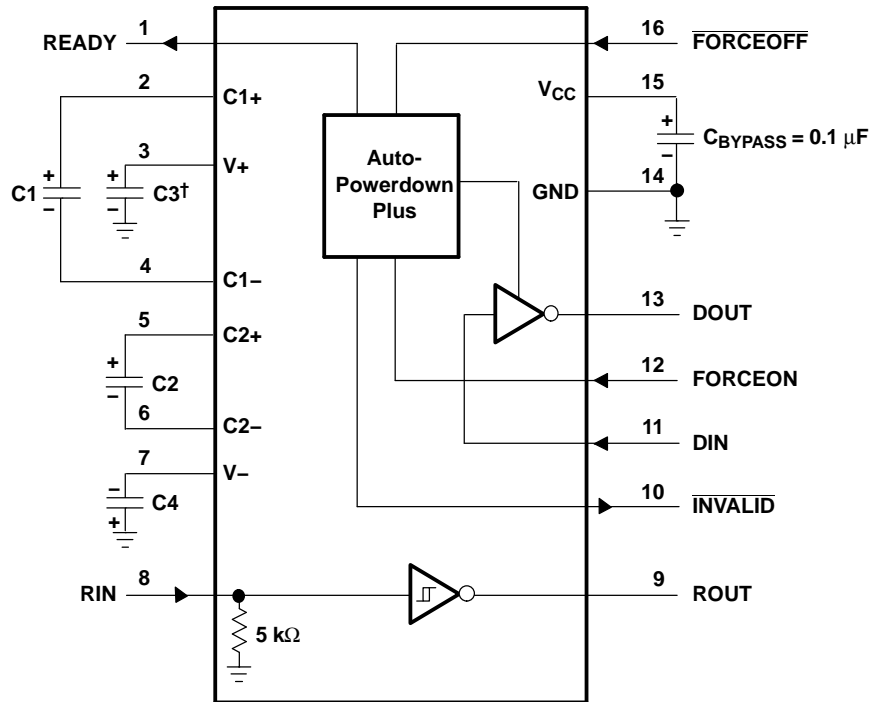 READY
1
16
F̅O̅R̅C̅E̅O̅F̅F̅
2
C1+
VCC
15
+
–
CBYPASS = 0.1 µF
3
V+
Auto-
Powerdown
Plus
GND
14
C1
+
–
+
–
C3†
4
C1–
5
C2+
13
DOUT
+
–
C2
12
FORCEON
6
C2–
11
DIN
7
V–
–
+
C4
10
I̅N̅V̅A̅L̅I̅D̅
RIN
8
9
ROUT
5 kΩ